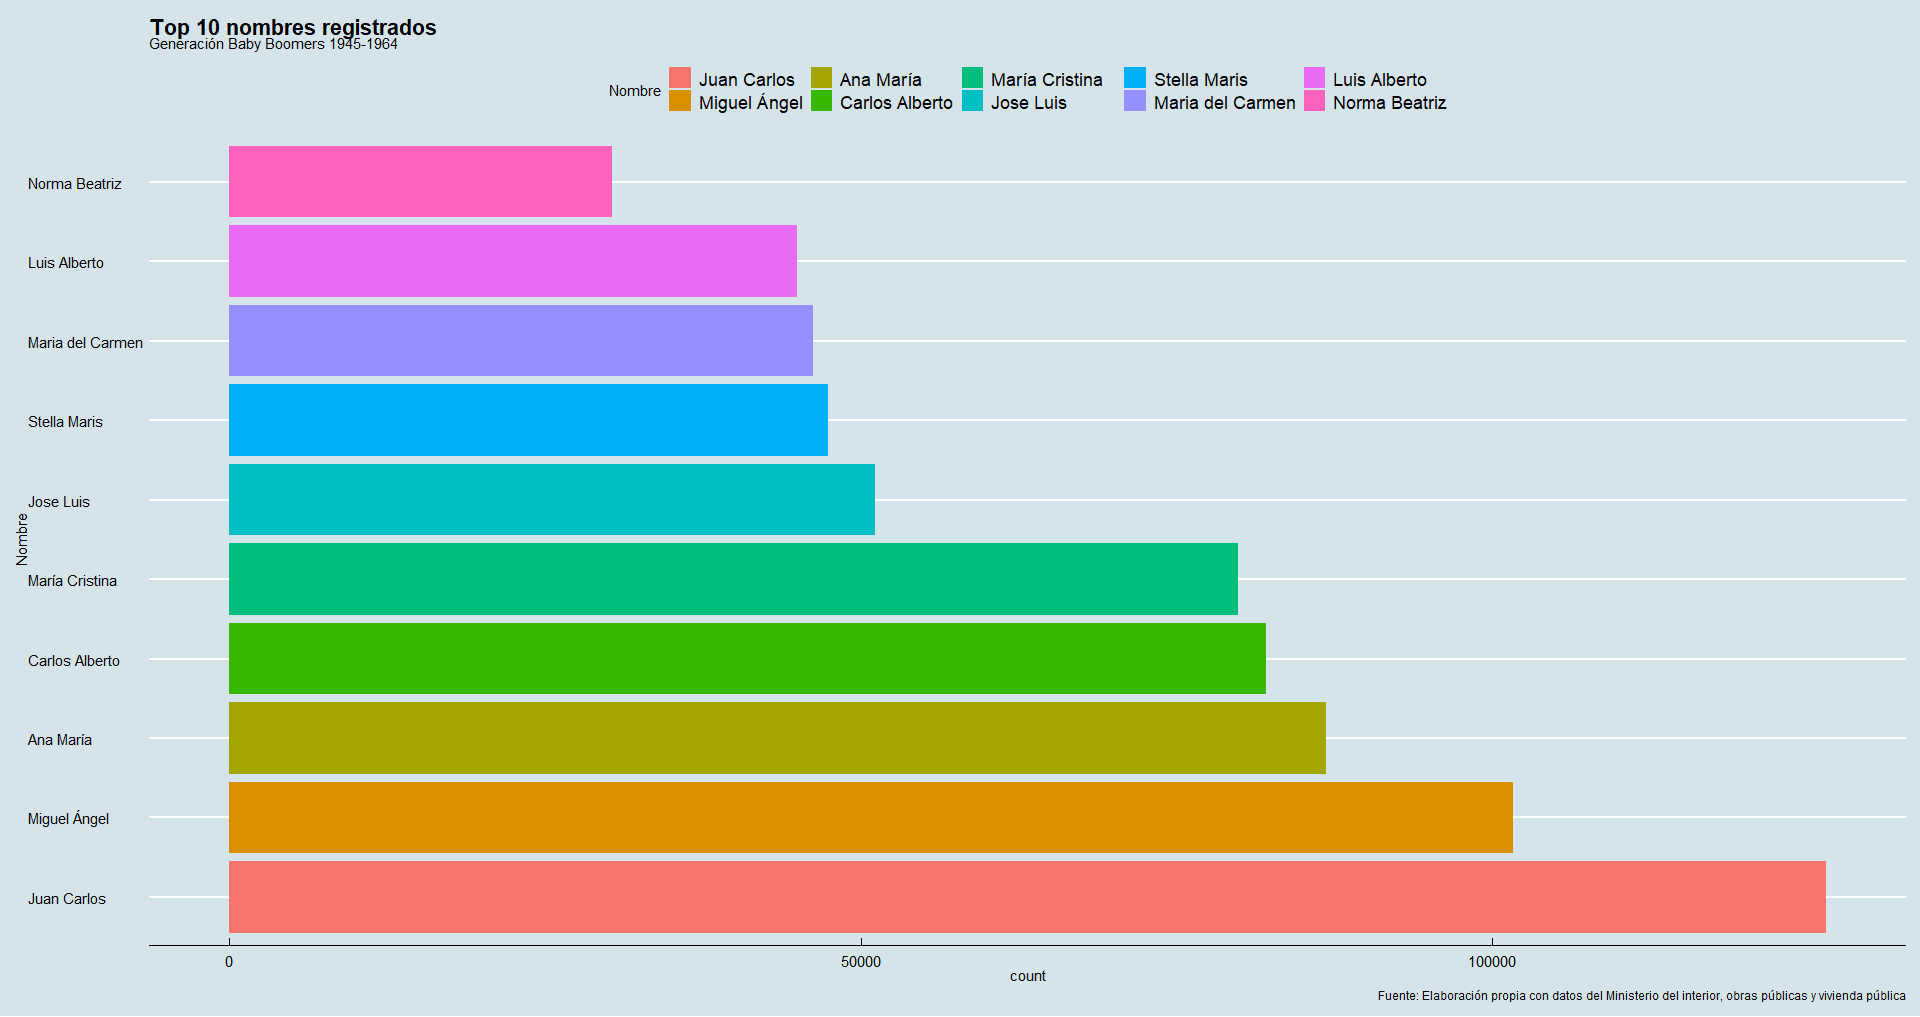 Top 10 nombres registrados
Generación Baby Boomers 1945-1964
Nombre Juan Carlos Ana María María Cristina Stella Maris Luis Alberto
Miguel Ángel Carlos Alberto Jose Luis Maria del Carmen Norma Beatriz
Norma Beatriz
Luis Alberto
Maria del Carmen
Stella Maris
Jose Luis
Nombre
María Cristina
Carlos Alberto
Ana María
Miguel Ángel
Juan Carlos
0 50000 100000
count
Fuente: Elaboración propia con datos del Ministerio del interior, obras públicas y vivienda pública